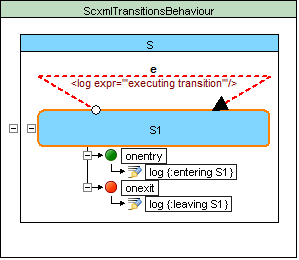 ScxmlTransitionsBehaviour
S
e
<log expr="'executing transition'"/>
S1
onentry
log {:entering S1 }
onexit
log {:leaving S1 }